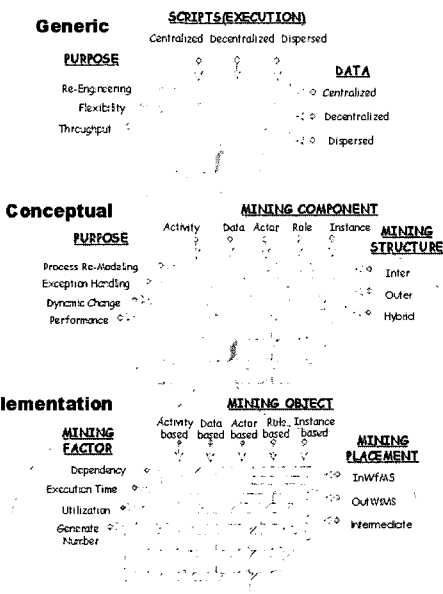 Generic
SCRIPTS(EXECUTION)
Centralized Decentralized Dispersed
PURPOSE
DATA
Re-Engineering
Centralized
Flexibility
Decentralized
Throughput
Dispersed
Conceptual
MINING COMPONENT
Activity Data Actor Role Instance
PURPOSE
MINING
STRUCTURE
Process Re-Modeling
Inter
Exception Handling
Outer
Dynamic Change
Hybrid
Performance
lementation
MINING OBJECT
Activity Data Actor Role Instance
based based based based based
MINING
FACTOR
MINING
PLACEMENT
Dependency
InWfMS
Execution Time
OutWfMS
Utilization
Intermediate
Generate
Number